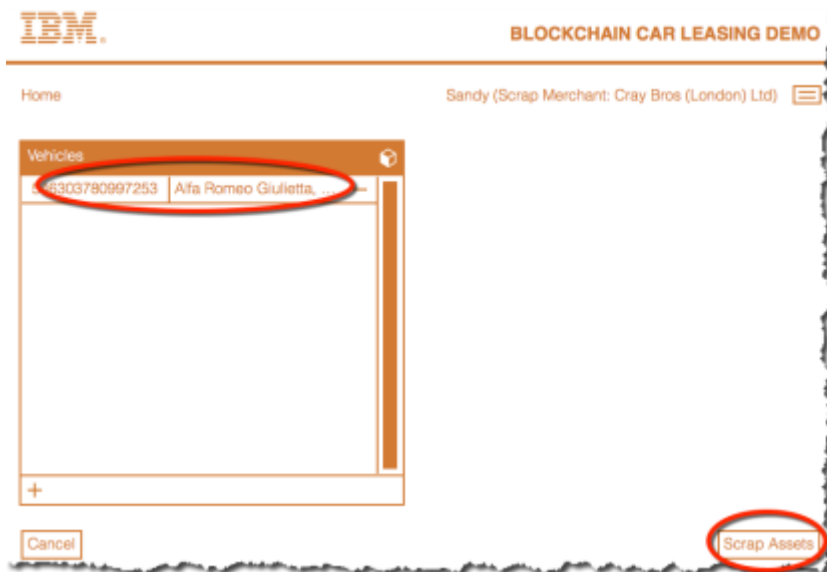 IBM.
BLOCKCHAIN CAR LEASING DEMO
Home
Sandy (Scrap Merchant: Cray Bros (London) Ltd)
Vehicles
Alfa Romeo Giulietta, ...
+
Cancel
Scrap Assets